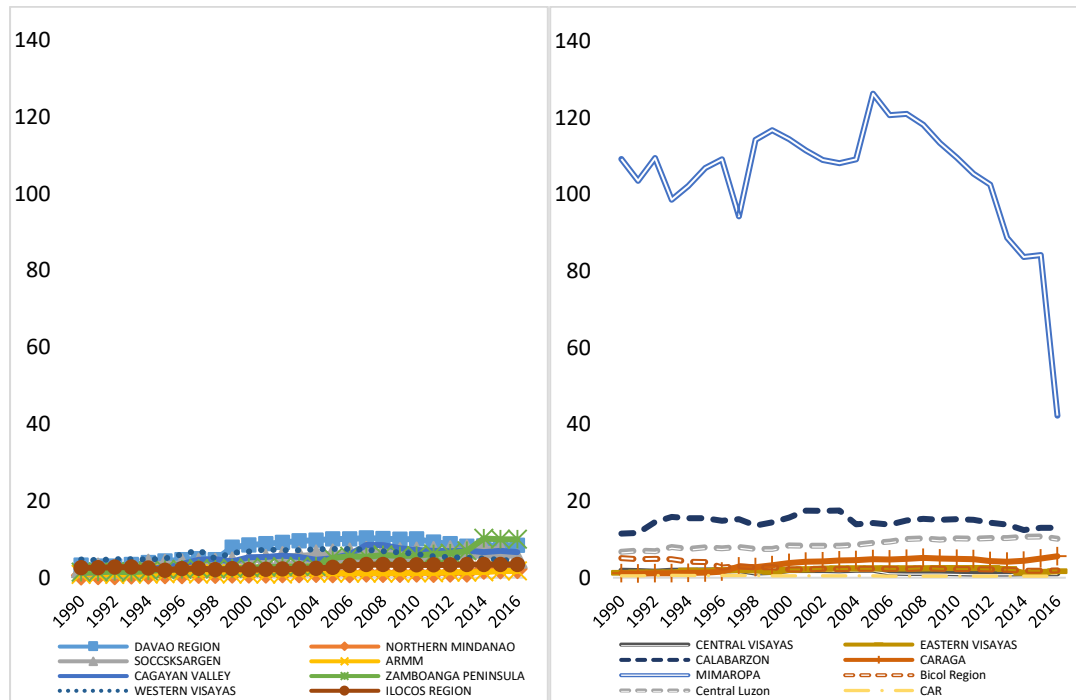 140
120
100
80
60
40
20
0
1990 1992 1994 1996 1998 2000 2002 2004 2006 2008 2010 2012 2014 2016
DAVAO REGION NORTHERN MINDANAO
SOCCSKSARGEN ARMM
CAGAYAN VALLEY ZAMBOANGA PENINSULA
WESTERN VISAYAS ILOCOS REGION
140
120
100
80
60
40
20
0
1990 1992 1994 1996 1998 2000 2002 2004 2006 2008 2010 2012 2014 2016
CENTRAL VISAYAS EASTERN VISAYAS
CALABARZON CARAGA
MIMAROPA Bicol Region
Central Luzon CAR